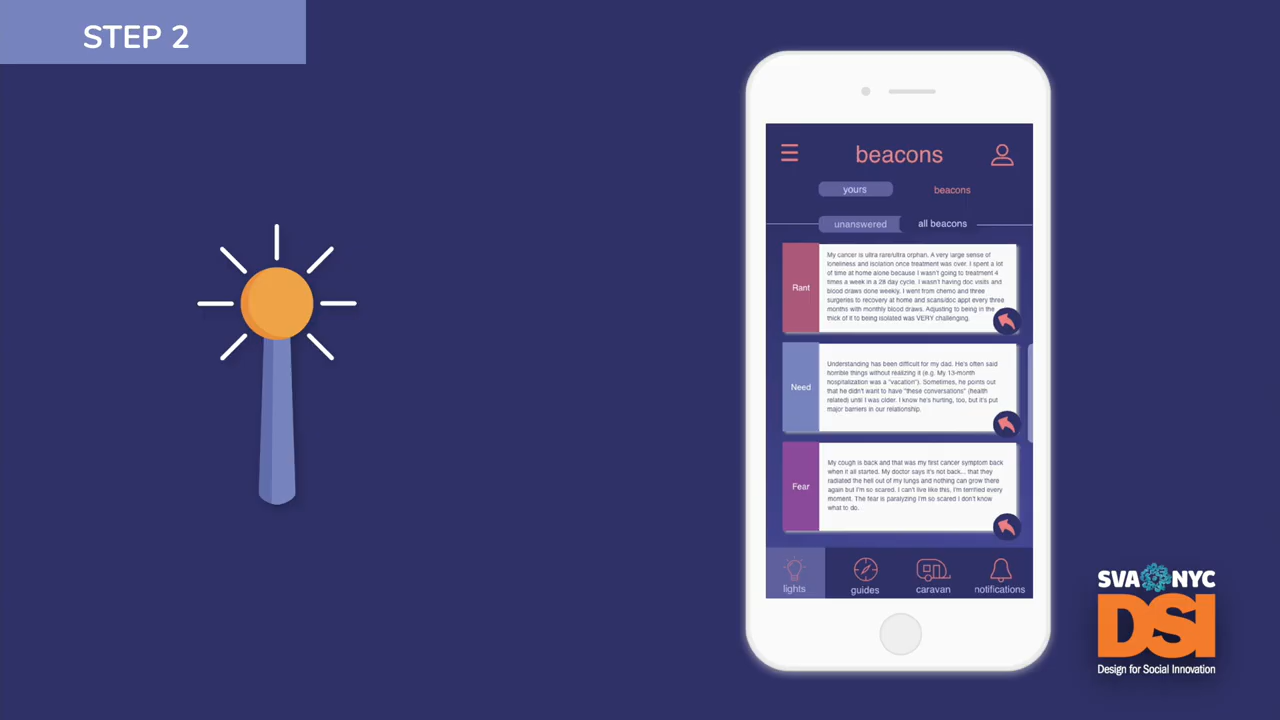 STEP 2
beacons
yours
beacons
unanswered
all beacons
Rant
My cancer is ultra rare/ultra orphan. A very large sense of
loneliness and isolation once treatment was over. I spent a lot
of time at home alone because I wasn't going to treatment 4
times a week in a 28 day cycle. I wasn't having doc visits and
blood draws done weekly. I went from chemo and three
surgeries to recovery at home and scans/doc appt every three
months with monthly blood draws. Adjusting to being in the
thick of it to being isolated was VERY challenging.
Need
Understanding has been difficult for my dad. He's often said
horrible things without realizing it (e.g. My 13-month
hospitalization was a "vacation"). Sometimes, he points out
that he didn't want to have "these conversations" (health
related) until I was older. I know he's hurting, too, but it's put
major barriers in our relationship.
Fear
My cough is back and that was my first cancer symptom back
when it all started. My doctor says it's not back... that they
radiated the hell out of my lungs and nothing can grow there
again but I'm so scared. I can't live like this, I'm terrified every
moment. The fear is paralyzing I'm so scared I don't know
what to do.
lights
guides
caravan
notifications
SVA NYC
DSI
Design for Social Innovation